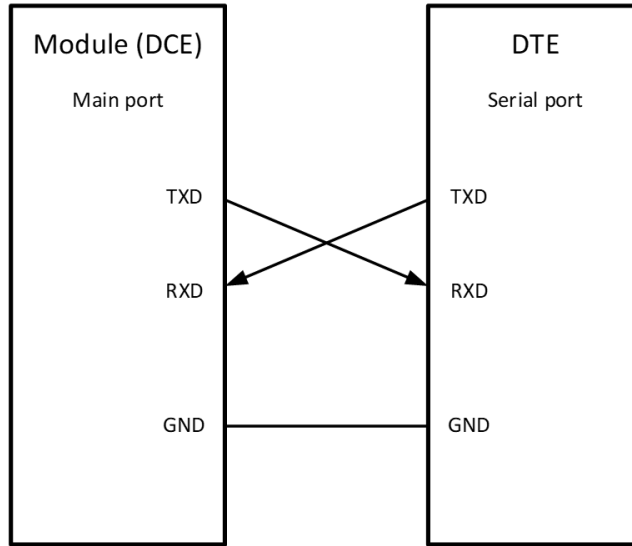 Module (DCE)
Main port
TXD
RXD
GND
DTE
Serial port
TXD
RXD
GND